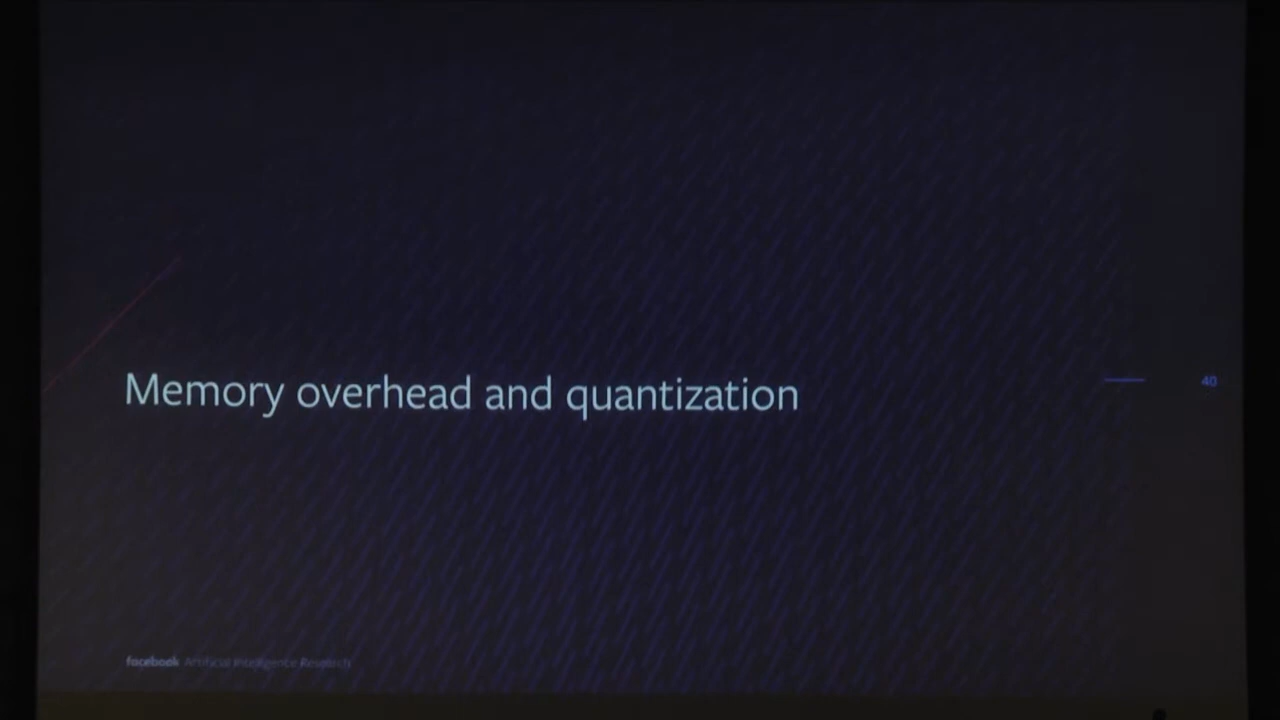 Memory overhead and quantization
40
facebook Artificial Intelligence Research